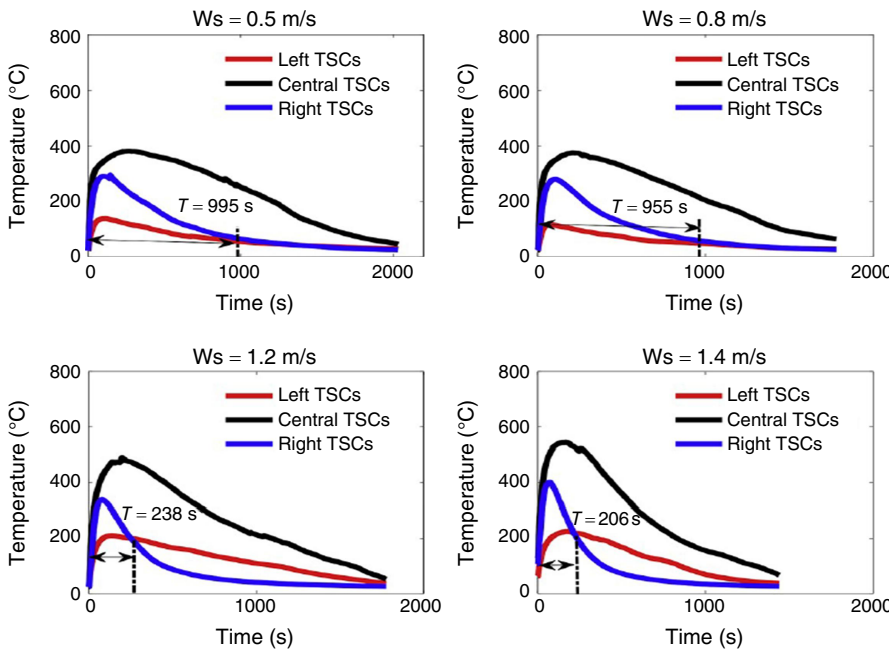 Ws = 0.5 m/s
800
600
400
200
0
Temperature (°C)
Left TSCs
Central TSCs
Right TSCs
T = 995 s
0
1000
2000
Time (s)
Ws = 0.8 m/s
800
600
400
200
0
Temperature (°C)
Left TSCs
Central TSCs
Right TSCs
T = 955 s
0
1000
2000
Time (s)
Ws = 1.2 m/s
800
600
400
200
0
Temperature (°C)
Left TSCs
Central TSCs
Right TSCs
T = 238 s
0
1000
2000
Time (s)
Ws = 1.4 m/s
800
600
400
200
0
Temperature (°C)
Left TSCs
Central TSCs
Right TSCs
T = 206 s
0
1000
2000
Time (s)